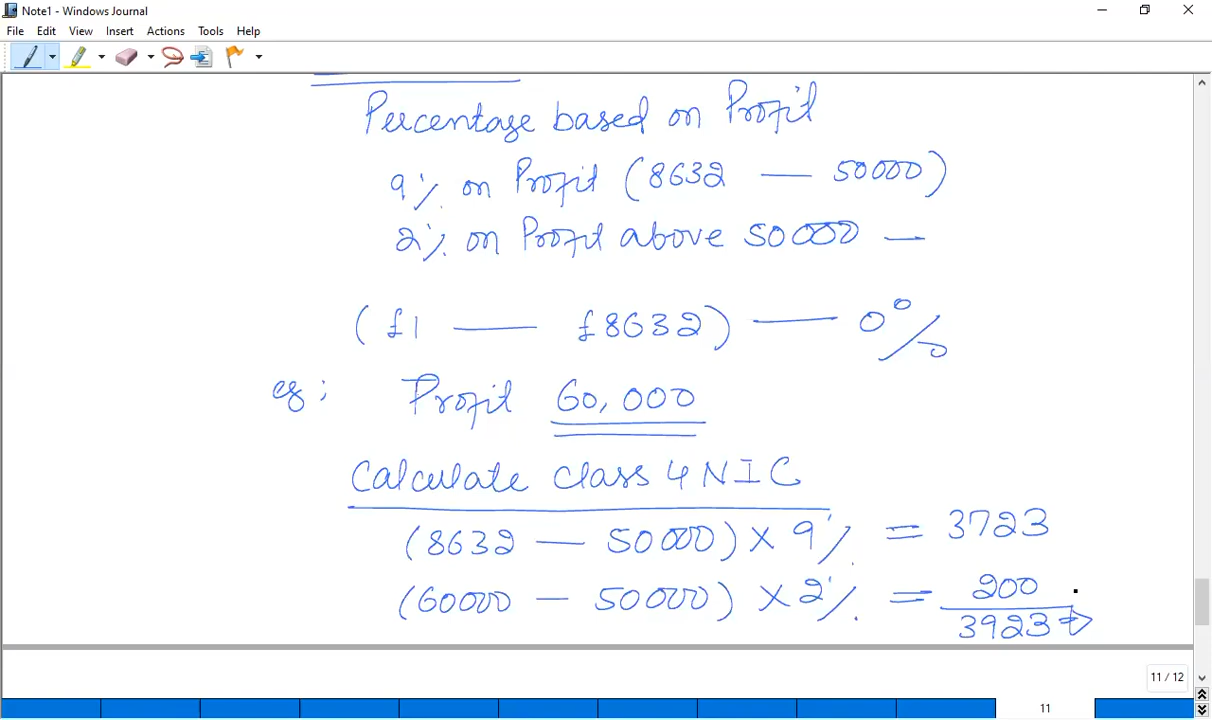 Note1 - Windows Journal
File Edit View Insert Actions Tools Help
Percentage based on Profit
9% on Profit (8632 — 50000)
2% on Profit above 50000 —
(£1 — £8632) — 0%
eg: Profit 60,000
Calculate class 4 NIC
(8632 — 50000) x 9% = 3723
(60000 — 50000) x 2% = 200
3923
11 / 12
11